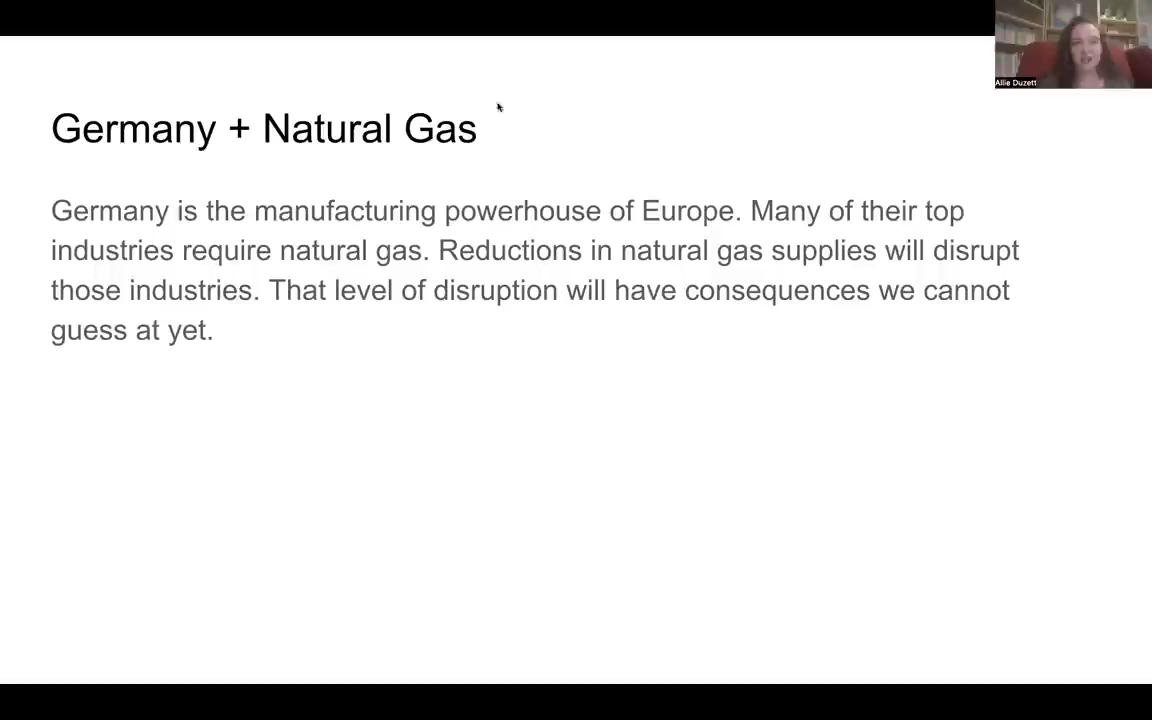 Allie Duzett
Germany + Natural Gas
Germany is the manufacturing powerhouse of Europe. Many of their top
industries require natural gas. Reductions in natural gas supplies will disrupt
those industries. That level of disruption will have consequences we cannot
guess at yet.